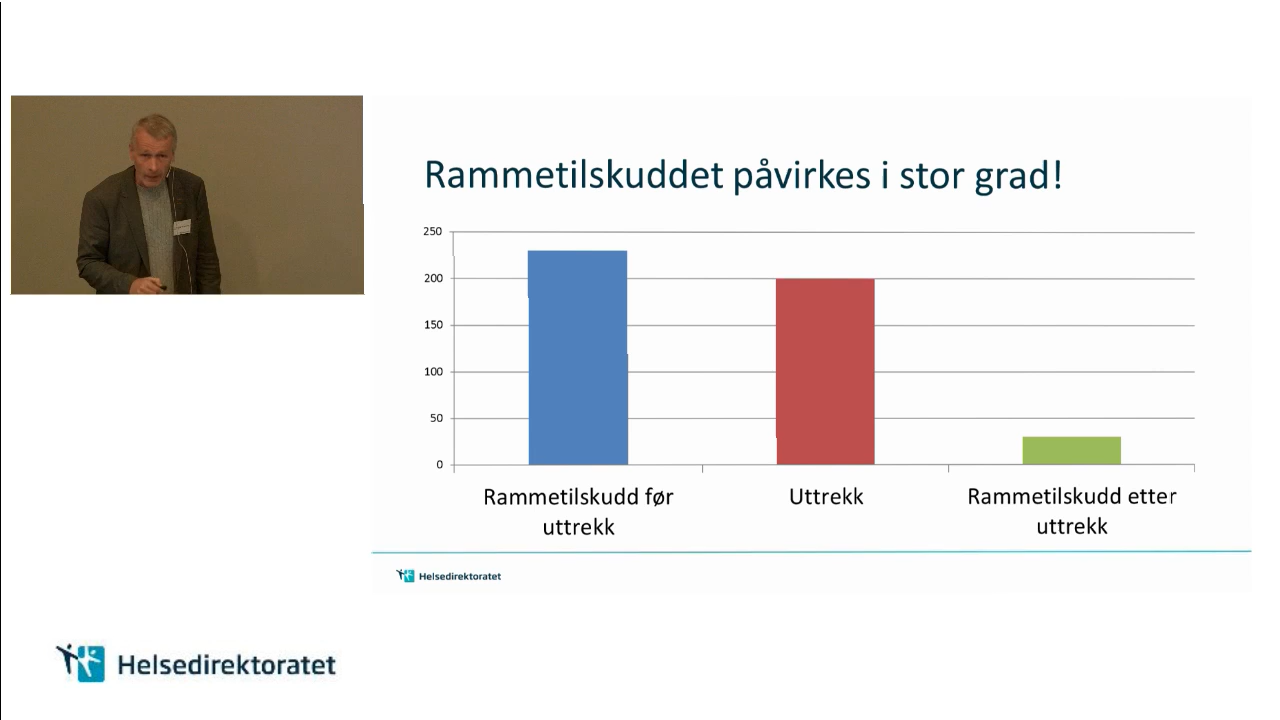 Rammetilskuddet påvirkes i stor grad!
250
200
150
100
50
0
Rammetilskudd før
uttrekk
Uttrekk
Rammetilskudd etter
uttrekk
Helsedirektoratet
Helsedirektoratet